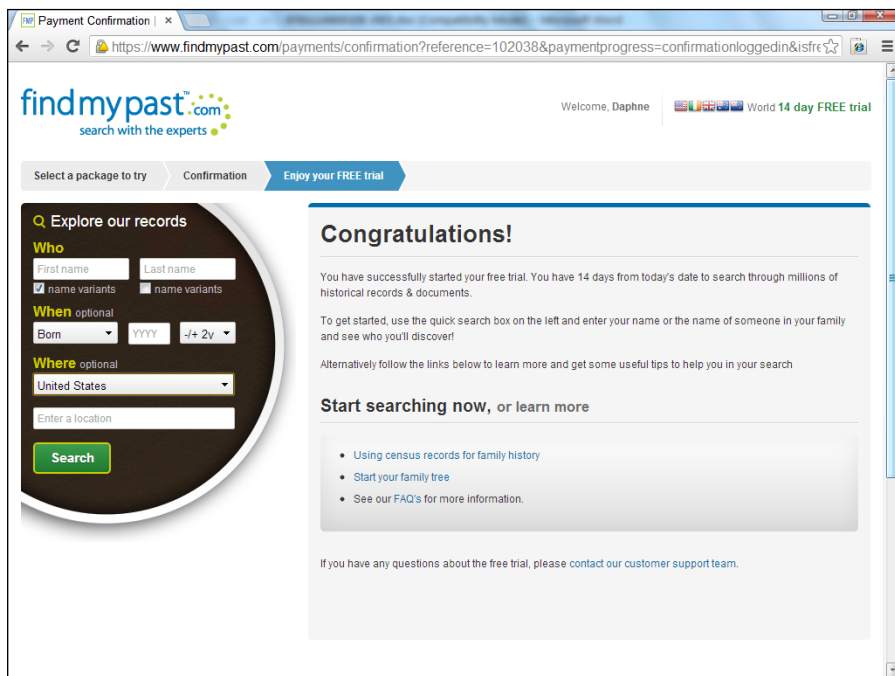 Payment Confirmation |
https://www.findmypast.com/payments/confirmation?reference=102038&paymentprogress=confirmationloggedin&isfre
findmypast.com
search with the experts
Welcome, Daphne
World 14 day FREE trial
Select a package to try
Confirmation
Enjoy your FREE trial
Explore our records
Who
First name
Last name
name variants
name variants
When optional
Born
YYYY
-/+ 2y
Where optional
United States
Enter a location
Search
Congratulations!
You have successfully started your free trial. You have 14 days from today's date to search through millions of
historical records & documents.
To get started, use the quick search box on the left and enter your name or the name of someone in your family
and see who you'll discover!
Alternatively follow the links below to learn more and get some useful tips to help you in your search
Start searching now, or learn more
Using census records for family history
Start your family tree
See our FAQ's for more information.
If you have any questions about the free trial, please contact our customer support team.